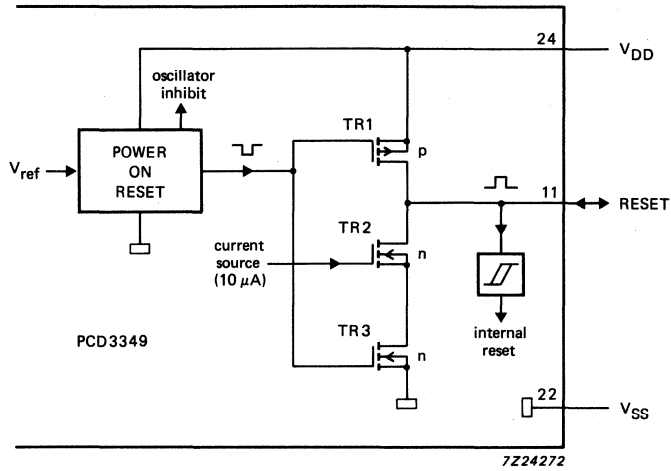 24
V_DD
oscillator
inhibit
TR1
p
POWER
ON
RESET
V_ref
11
RESET
TR2
n
current
source
(10 μA)
internal
reset
TR3
n
PCD3349
22
V_SS
7Z24272